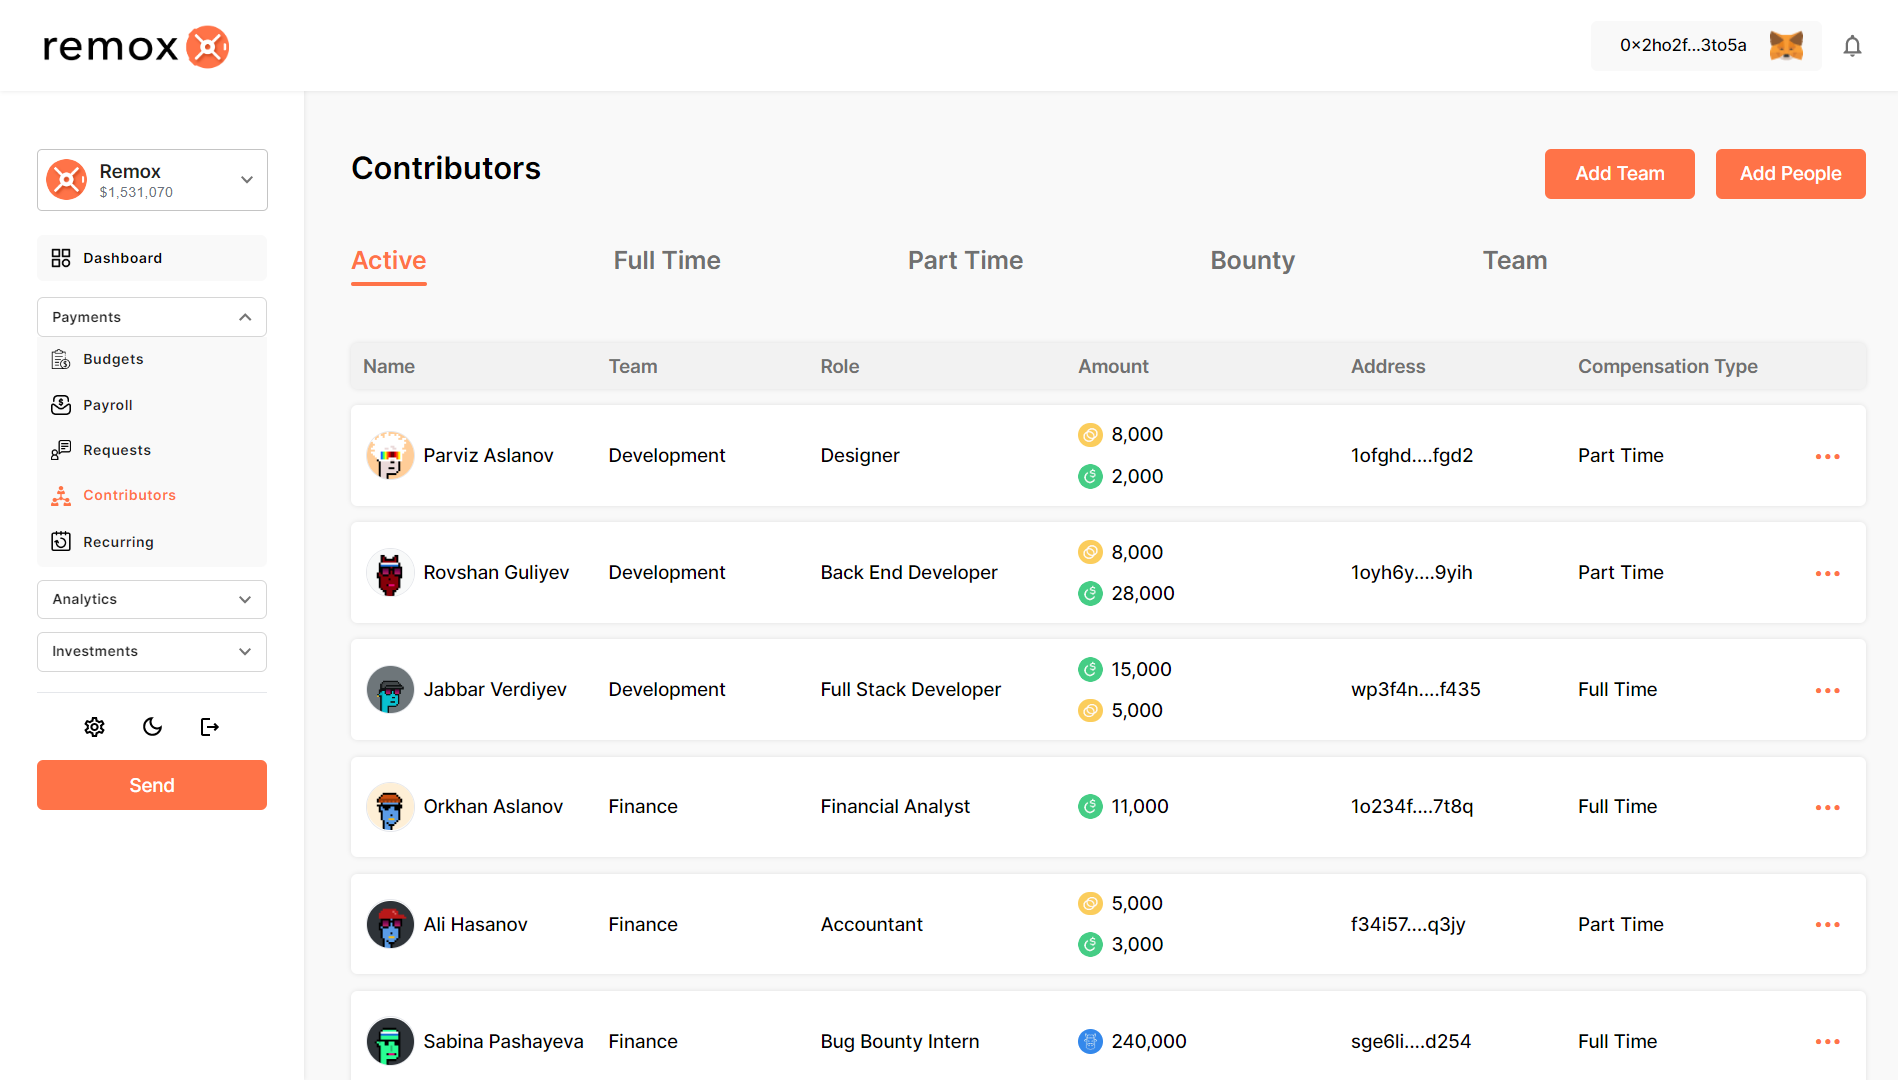 remox
0x2ho2f...3to5a
Remox
$1,531,070
Dashboard
Payments
Budgets
Payroll
Requests
Contributors
Recurring
Analytics
Investments
Send
Contributors
Add Team
Add People
Active Full Time Part Time Bounty Team
Name Team Role Amount Address Compensation Type
Parviz Aslanov Development Designer 8,000 1ofghd....fgd2 Part Time
2,000
Rovshan Guliyev Development Back End Developer 8,000 1oyh6y....9yih Part Time
28,000
Jabbar Verdiyev Development Full Stack Developer 15,000 wp3f4n....f435 Full Time
5,000
Orkhan Aslanov Finance Financial Analyst 11,000 1o234f....7t8q Full Time
Ali Hasanov Finance Accountant 5,000 f34i57....q3jy Part Time
3,000
Sabina Pashayeva Finance Bug Bounty Intern 240,000 sge6li....d254 Full Time